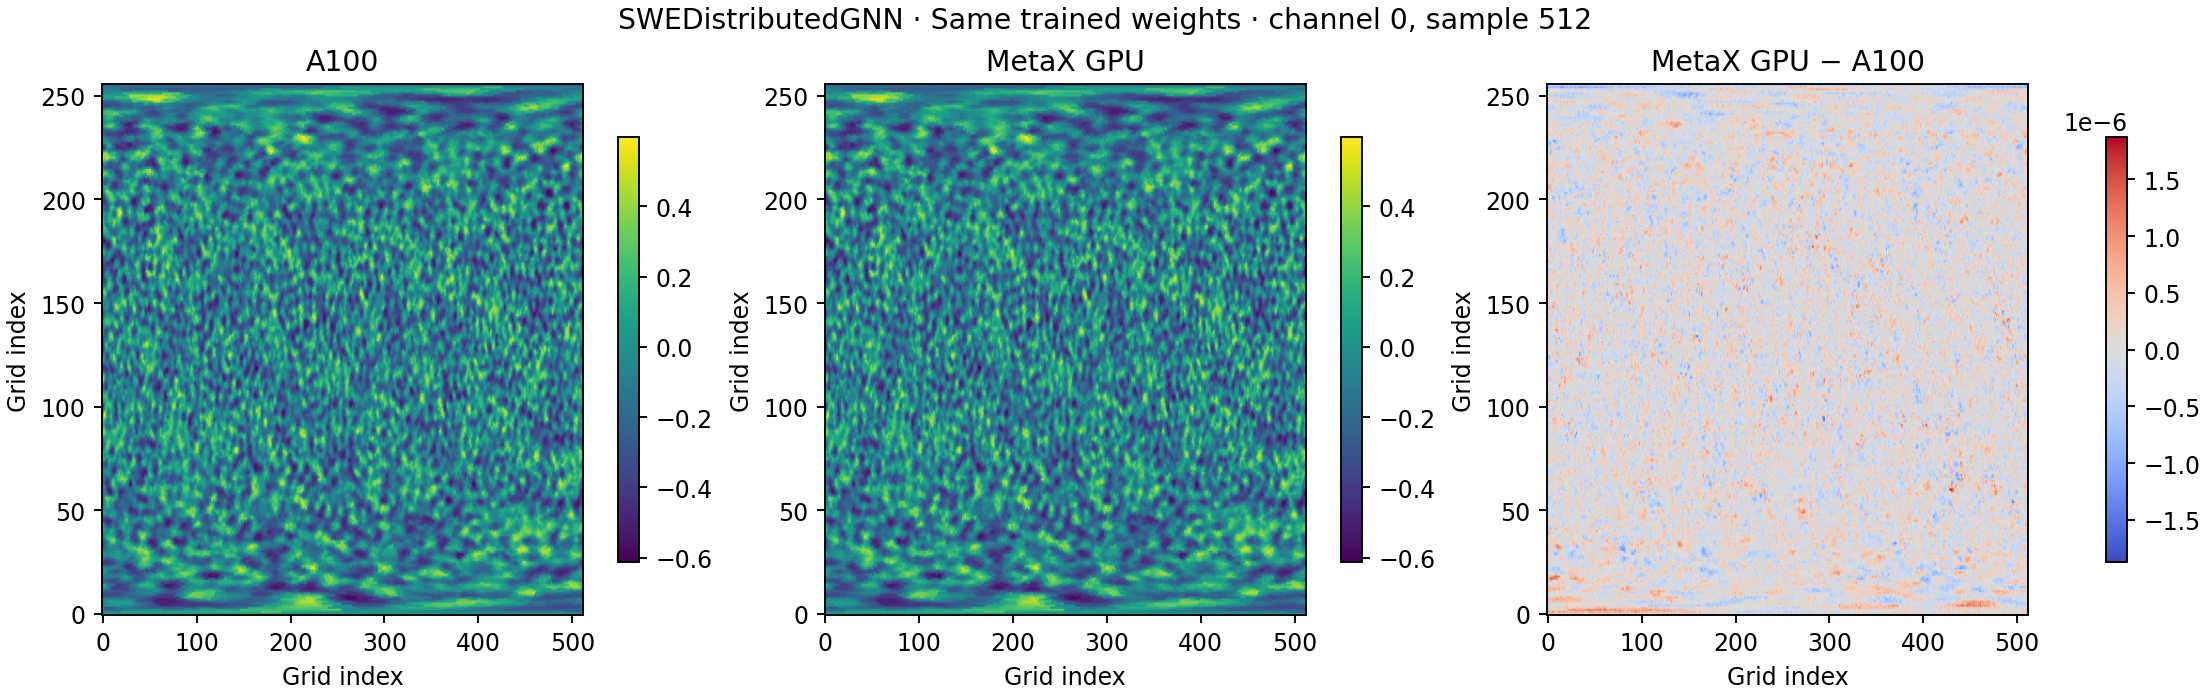 SWEDistributedGNN · Same trained weights · channel 0, sample 512
A100
250
200
150
100
50
0
0 100 200 300 400 500
Grid index
Grid index
0.4
0.2
0.0
−0.2
−0.4
−0.6
MetaX GPU
250
200
150
100
50
0
0 100 200 300 400 500
Grid index
Grid index
0.4
0.2
0.0
−0.2
−0.4
−0.6
MetaX GPU − A100
250
200
150
100
50
0
0 100 200 300 400 500
Grid index
Grid index
1e−6
1.5
1.0
0.5
0.0
−0.5
−1.0
−1.5